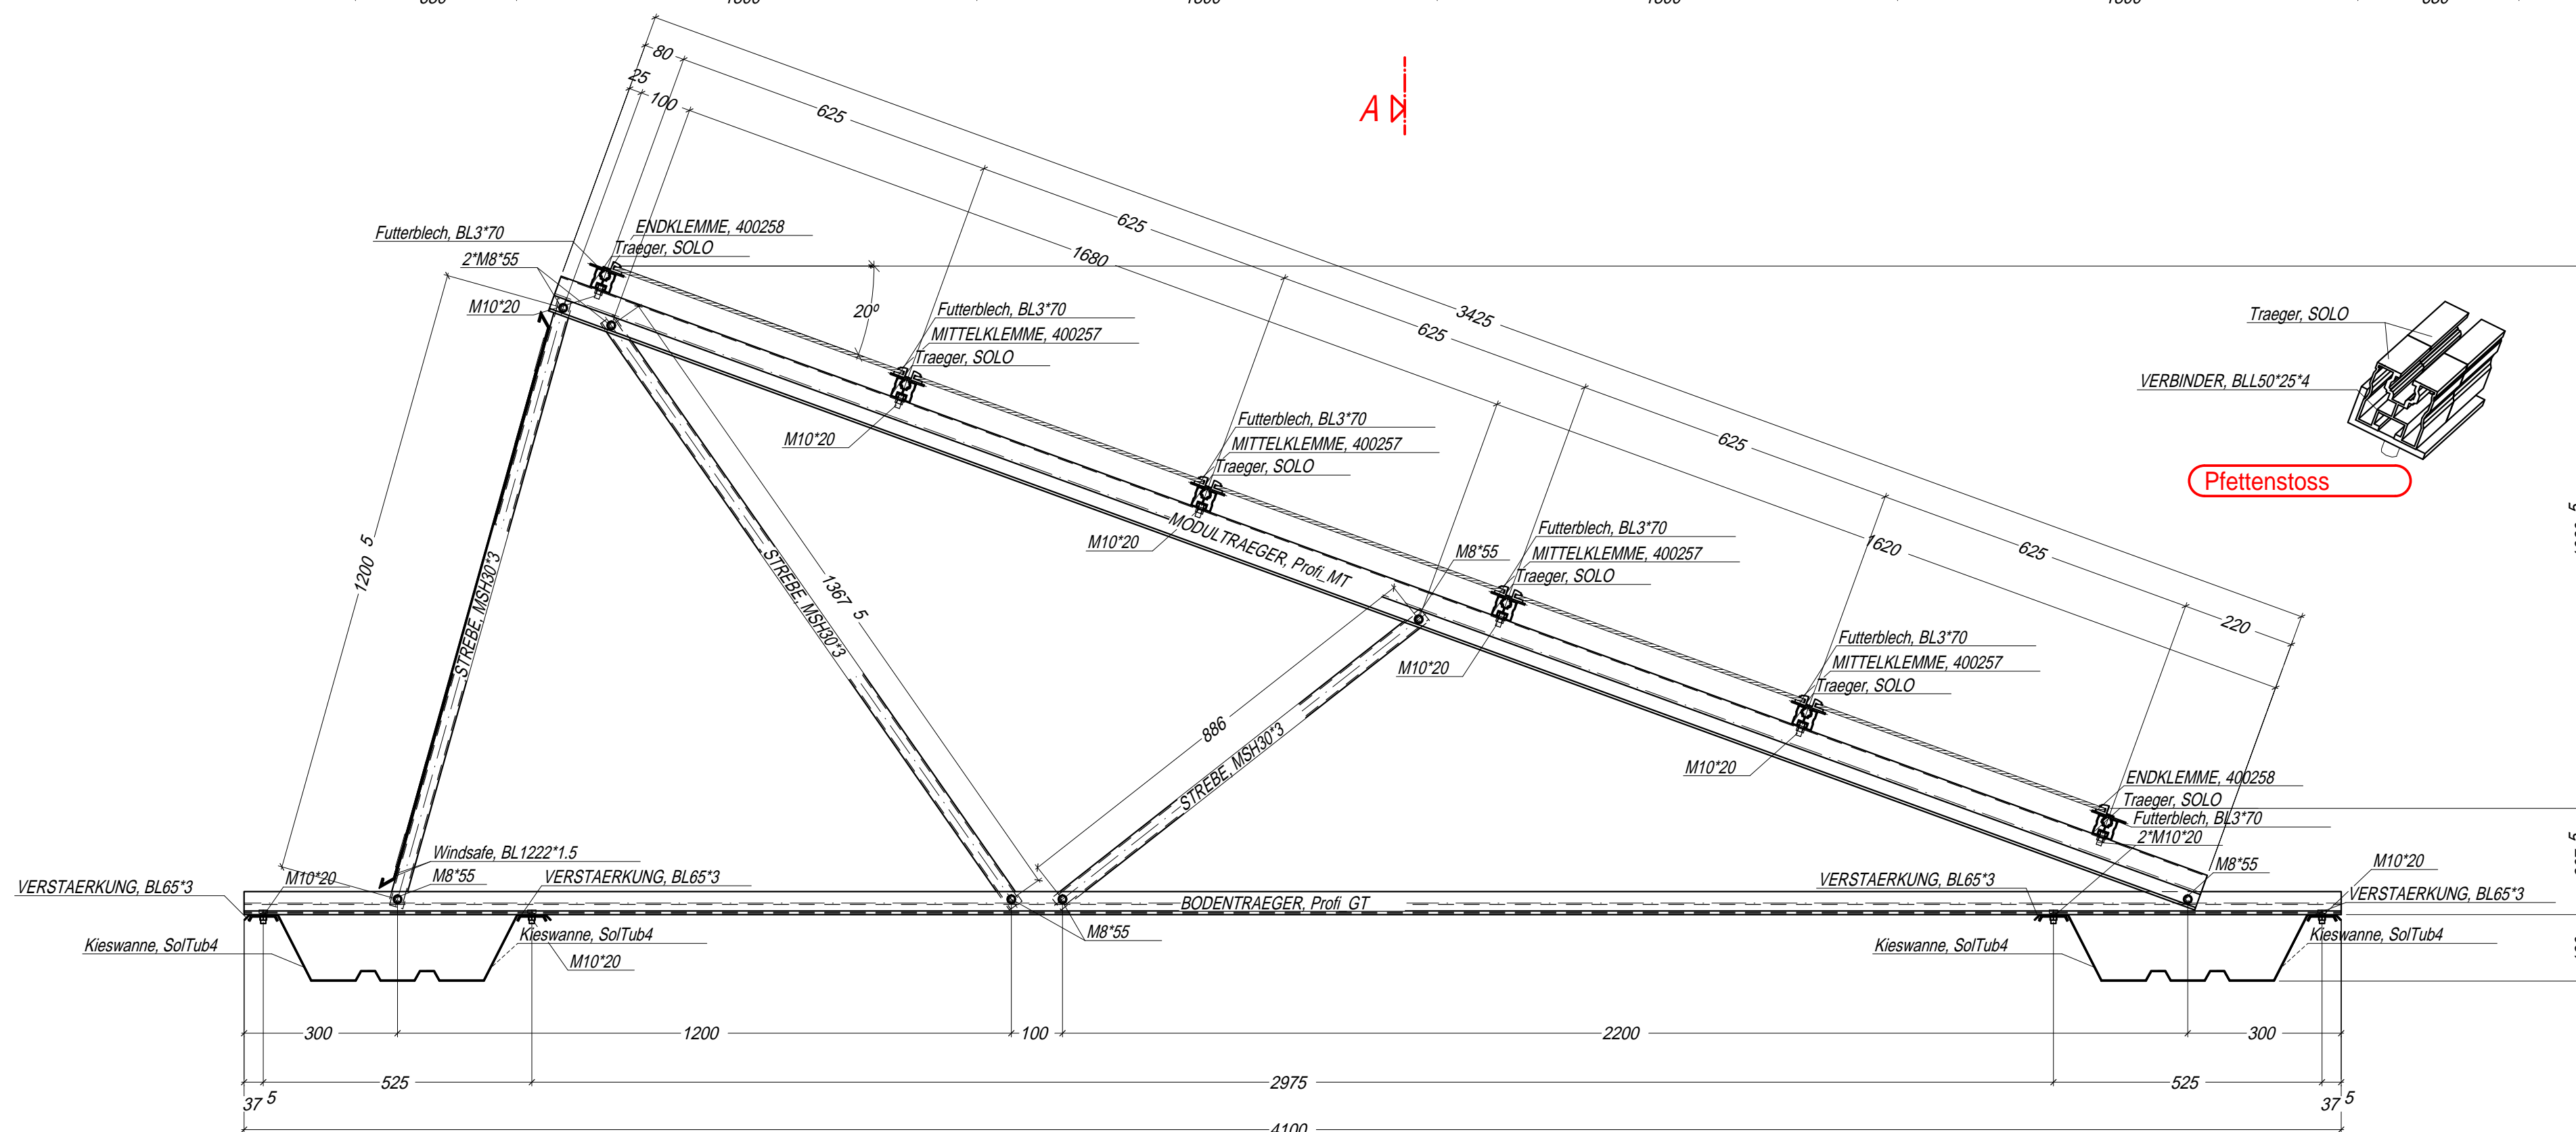 80
25
100
625
A
625
1680
3425
625
625
1620
625
220
ENDKLEMME, 400258
Futterblech, BL3*70
Traeger, SOLO
2*M8*55
M10*20
20°
Futterblech, BL3*70
MITTELKLEMME, 400257
Traeger, SOLO
M10*20
Futterblech, BL3*70
MITTELKLEMME, 400257
Traeger, SOLO
M10*20
MODULTRAEGER, Profi_MT
Futterblech, BL3*70
MITTELKLEMME, 400257
Traeger, SOLO
M8*55
M10*20
Futterblech, BL3*70
MITTELKLEMME, 400257
Traeger, SOLO
M10*20
ENDKLEMME, 400258
Traeger, SOLO
Futterblech, BL3*70
2*M10*20
M8*55
M10*20
Traeger, SOLO
VERBINDER, BLL50*25*4
Pfettenstoss
1200 5
STREBE, MSH30*3
STREBE, MSH30*3
1367 5
886
STREBE, MSH30*3
Windsafe, BL1222*1.5
VERSTAERKUNG, BL65*3
M10*20
M8*55
VERSTAERKUNG, BL65*3
BODENTRAEGER, Profi_GT
VERSTAERKUNG, BL65*3
VERSTAERKUNG, BL65*3
Kieswanne, SolTub4
Kieswanne, SolTub4
M10*20
M8*55
Kieswanne, SolTub4
Kieswanne, SolTub4
300
1200
100
2200
300
525
2975
525
37 5
37 5
4100